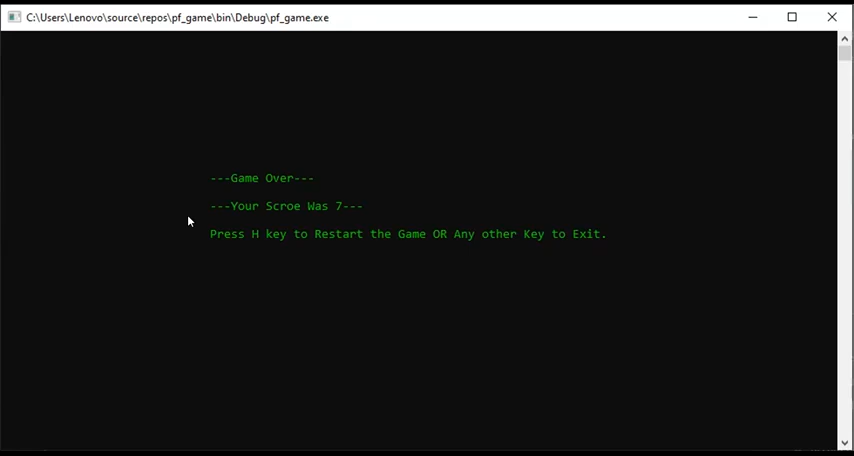 C:\Users\Lenovo\source\repos\pf_game\bin\Debug\pf_game.exe
---Game Over---
---Your Scroe Was 7---
Press H key to Restart the Game OR Any other Key to Exit.